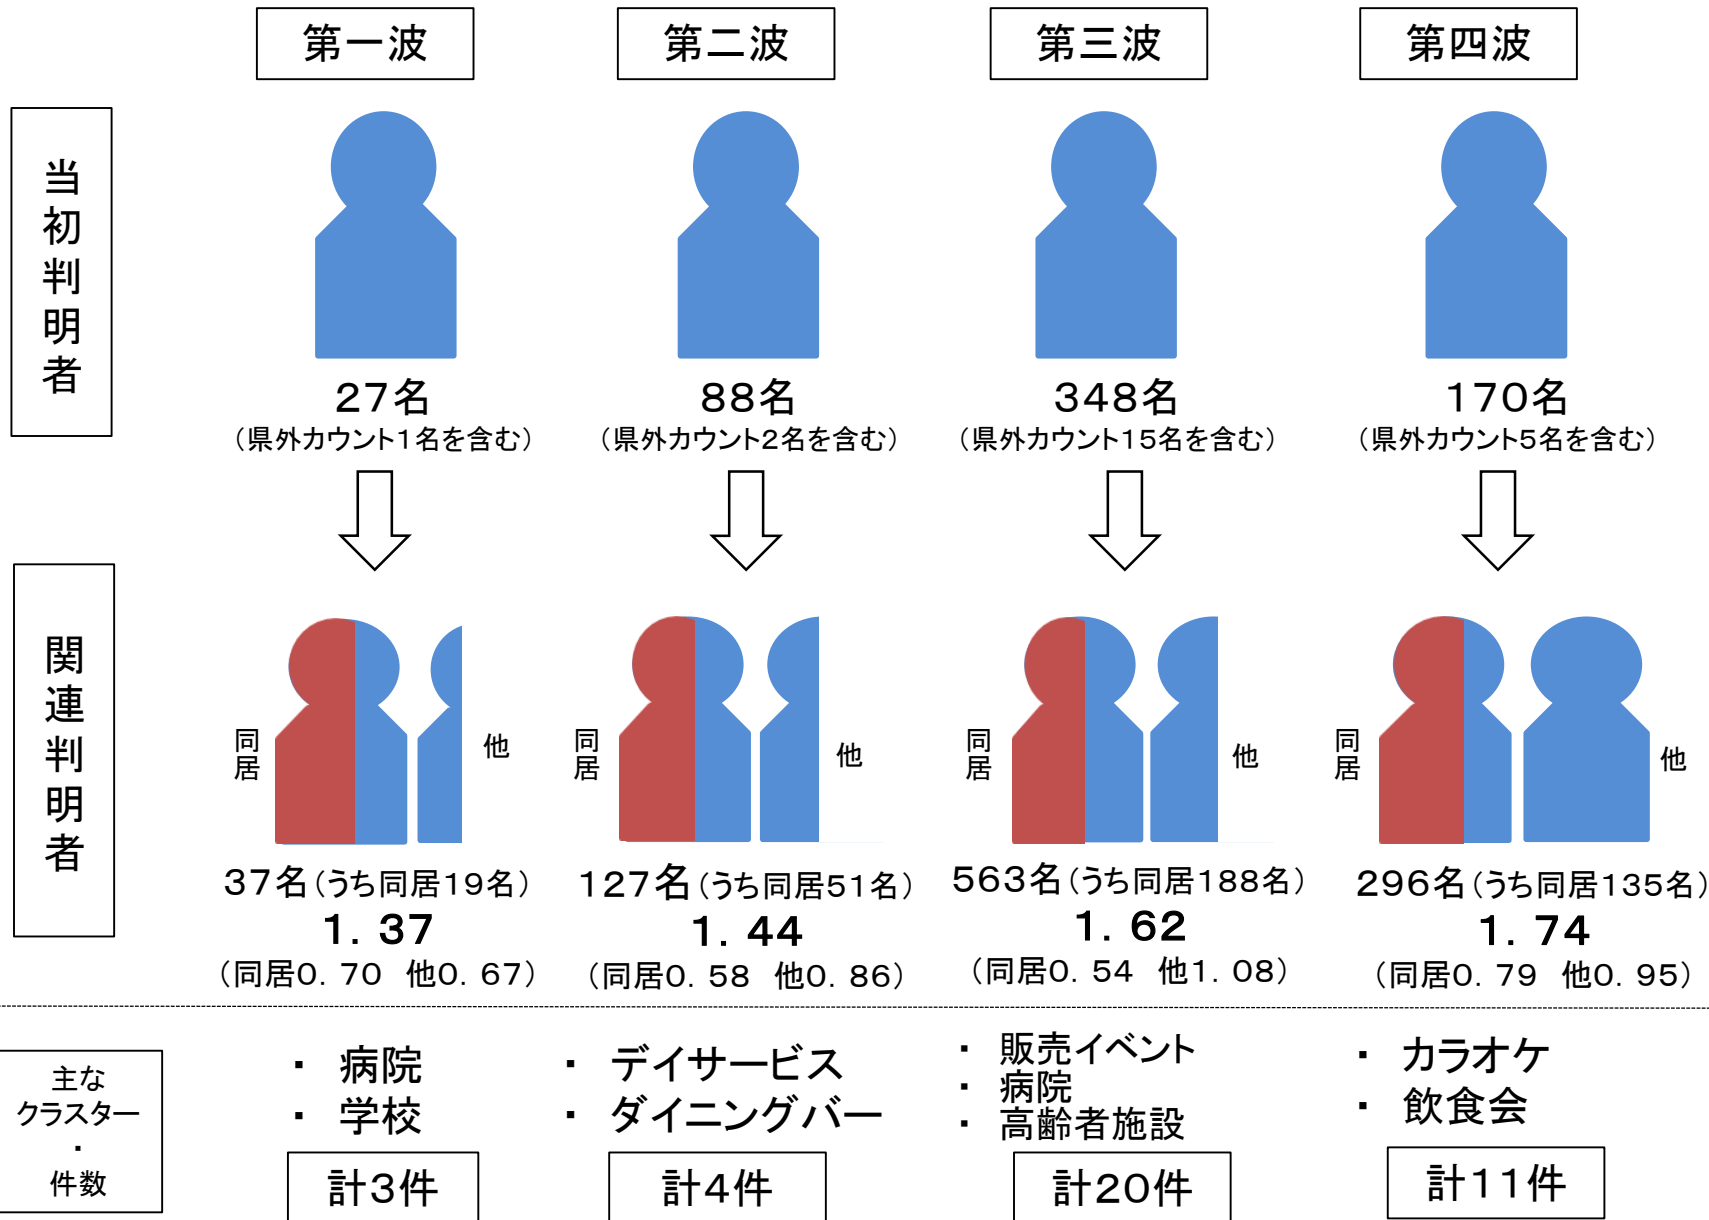 第一波
第二波
第三波
第四波
当初判明者
27名
88名
348名
170名
（県外カウント1名を含む）
（県外カウント2名を含む）
（県外カウント15名を含む）
（県外カウント5名を含む）
関連判明者
同居
他
同居
他
同居
他
同居
他
37名（うち同居19名）
127名（うち同居51名）
563名（うち同居188名）
296名（うち同居135名）
1．37
1．44
1．62
1．74
（同居0．70　他0．67）
（同居0．58　他0．86）
（同居0．54　他1．08）
（同居0．79　他0．95）
主な
クラスター
・
件数
・ 病院
・ 学校
計3件
・ デイサービス
・ ダイニングバー
計4件
・ 販売イベント
・ 病院
・ 高齢者施設
計20件
・ カラオケ
・ 飲食会
計11件